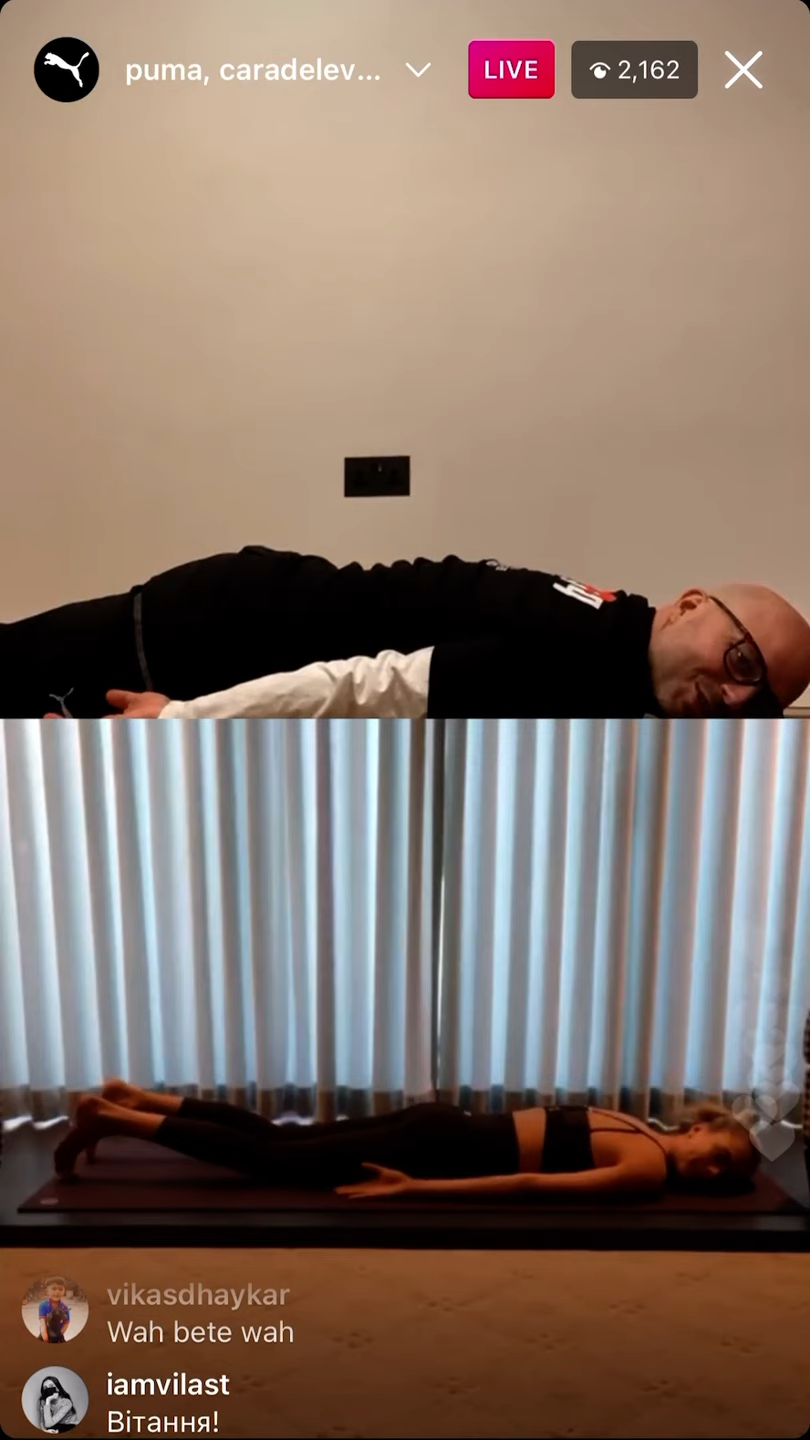 puma, caradelev...
LIVE
2,162
vikasdhaykar
Wah bete wah
iamvilast
Вітання!